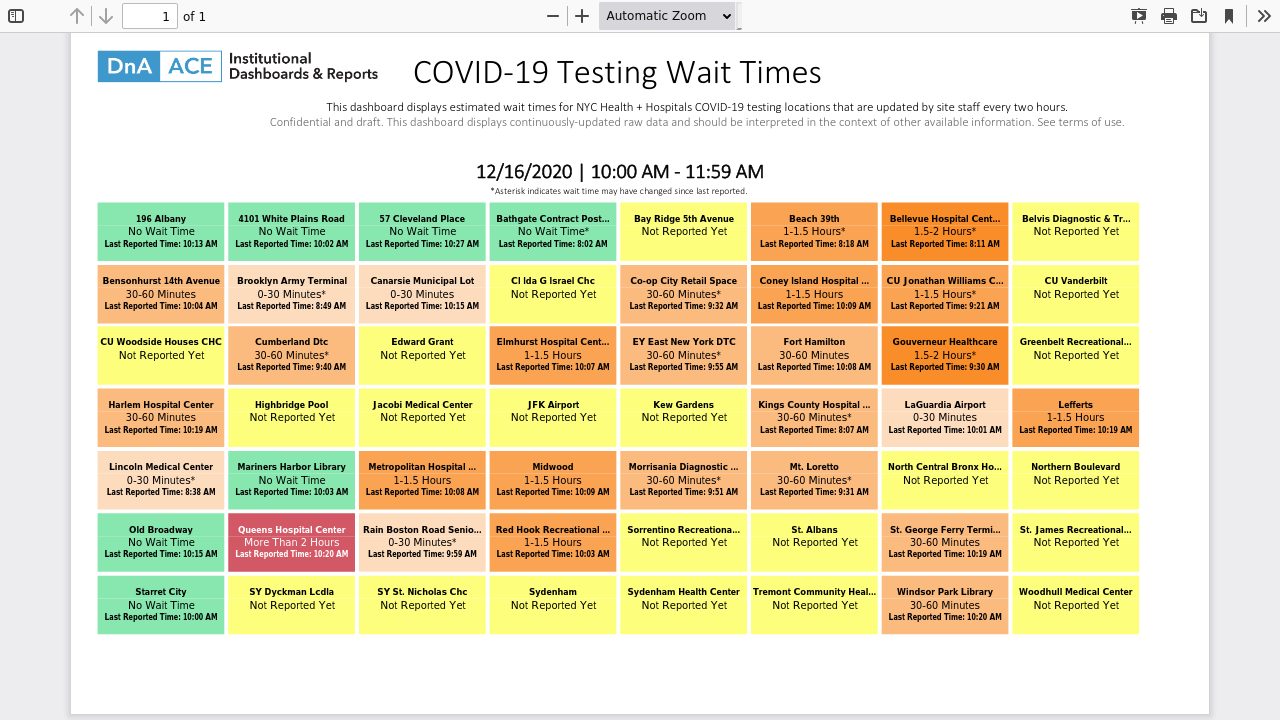 1 of 1 Automatic Zoom
DnA ACE Institutional
Dashboards & Reports
COVID-19 Testing Wait Times
This dashboard displays estimated wait times for NYC Health + Hospitals COVID-19 testing locations that are updated by site staff every two hours.
Confidential and draft. This dashboard displays continuously-updated raw data and should be interpreted in the context of other available information. See terms of use.
12/16/2020 | 10:00 AM - 11:59 AM
*Asterisk indicates wait time may have changed since last reported.
196 Albany
No Wait Time
Last Reported Time: 10:13 AM
4101 White Plains Road
No Wait Time
Last Reported Time: 10:02 AM
57 Cleveland Place
No Wait Time
Last Reported Time: 10:27 AM
Bathgate Contract Post...
No Wait Time*
Last Reported Time: 8:02 AM
Bay Ridge 5th Avenue
Not Reported Yet
Beach 39th
1-1.5 Hours*
Last Reported Time: 8:18 AM
Bellevue Hospital Cent...
1.5-2 Hours*
Last Reported Time: 8:11 AM
Belvis Diagnostic & Tr...
Not Reported Yet
Bensonhurst 14th Avenue
30-60 Minutes
Last Reported Time: 10:04 AM
Brooklyn Army Terminal
0-30 Minutes*
Last Reported Time: 8:49 AM
Canarsie Municipal Lot
0-30 Minutes
Last Reported Time: 10:15 AM
Cl Ida G Israel Chc
Not Reported Yet
Co-op City Retail Space
30-60 Minutes*
Last Reported Time: 9:32 AM
Coney Island Hospital ...
1-1.5 Hours
Last Reported Time: 10:09 AM
CU Jonathan Williams C...
1-1.5 Hours*
Last Reported Time: 9:21 AM
CU Vanderbilt
Not Reported Yet
CU Woodside Houses CHC
Not Reported Yet
Cumberland Dtc
30-60 Minutes*
Last Reported Time: 9:40 AM
Edward Grant
Not Reported Yet
Elmhurst Hospital Cent...
1-1.5 Hours
Last Reported Time: 10:07 AM
EY East New York DTC
30-60 Minutes*
Last Reported Time: 9:55 AM
Fort Hamilton
30-60 Minutes
Last Reported Time: 10:08 AM
Gouverneur Healthcare
1.5-2 Hours*
Last Reported Time: 9:30 AM
Greenbelt Recreational...
Not Reported Yet
Harlem Hospital Center
30-60 Minutes
Last Reported Time: 10:19 AM
Highbridge Pool
Not Reported Yet
Jacobi Medical Center
Not Reported Yet
JFK Airport
Not Reported Yet
Kew Gardens
Not Reported Yet
Kings County Hospital ...
30-60 Minutes*
Last Reported Time: 8:07 AM
LaGuardia Airport
0-30 Minutes
Last Reported Time: 10:01 AM
Lefferts
1-1.5 Hours
Last Reported Time: 10:19 AM
Lincoln Medical Center
0-30 Minutes*
Last Reported Time: 8:38 AM
Mariners Harbor Library
No Wait Time
Last Reported Time: 10:03 AM
Metropolitan Hospital ...
1-1.5 Hours
Last Reported Time: 10:08 AM
Midwood
1-1.5 Hours
Last Reported Time: 10:09 AM
Morrisania Diagnostic ...
30-60 Minutes*
Last Reported Time: 9:51 AM
Mt. Loretto
30-60 Minutes*
Last Reported Time: 9:31 AM
North Central Bronx Ho...
Not Reported Yet
Northern Boulevard
Not Reported Yet
Old Broadway
No Wait Time
Last Reported Time: 10:15 AM
Queens Hospital Center
More Than 2 Hours
Last Reported Time: 10:20 AM
Rain Boston Road Senio...
0-30 Minutes*
Last Reported Time: 9:59 AM
Red Hook Recreational ...
1-1.5 Hours
Last Reported Time: 10:03 AM
Sorrentino Recreationa...
Not Reported Yet
St. Albans
Not Reported Yet
St. George Ferry Termi...
30-60 Minutes
Last Reported Time: 10:19 AM
St. James Recreational...
Not Reported Yet
Starret City
No Wait Time
Last Reported Time: 10:00 AM
SY Dyckman Lcdla
Not Reported Yet
SY St. Nicholas Chc
Not Reported Yet
Sydenham
Not Reported Yet
Sydenham Health Center
Not Reported Yet
Tremont Community Heal...
Not Reported Yet
Windsor Park Library
30-60 Minutes
Last Reported Time: 10:20 AM
Woodhull Medical Center
Not Reported Yet